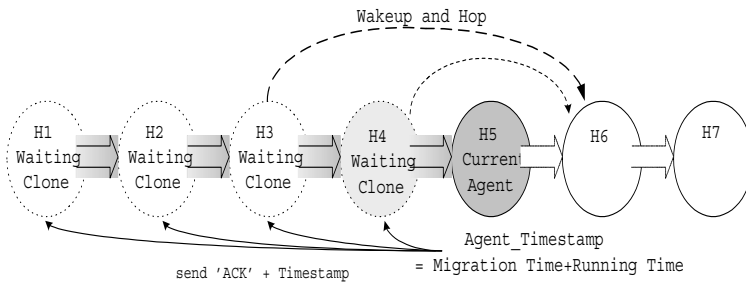 Wakeup and Hop
H1
Waiting
Clone
H2
Waiting
Clone
H3
Waiting
Clone
H4
Waiting
Clone
H5
Current
Agent
H6
H7
Agent_Timestamp
= Migration Time+Running Time
send 'ACK' + Timestamp